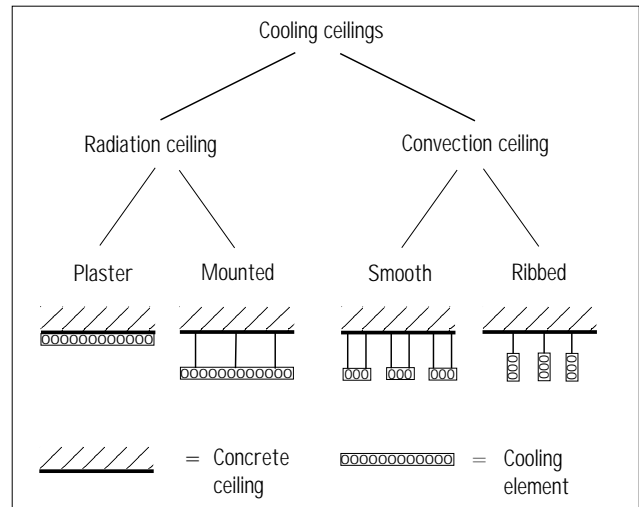 Cooling ceilings
Radiation ceiling Convection ceiling
Plaster Mounted Smooth Ribbed
= Concrete ceiling
= Cooling element